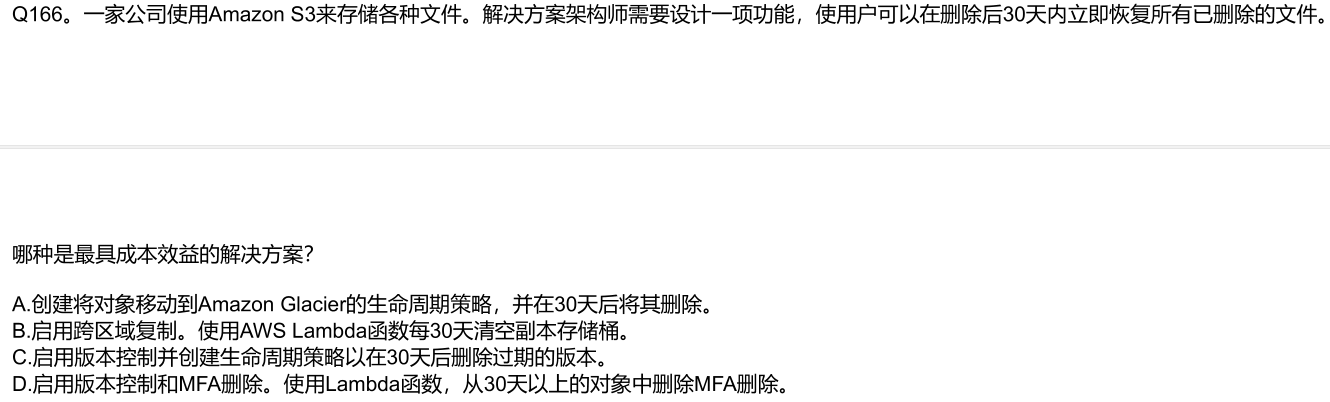 Q166。一家公司使用Amazon S3来存储各种文件。解决方案架构师需要设计一项功能，使用户可以在删除后30天内立即恢复所有已删除的文件。
哪种是最具成本效益的解决方案？
A.创建将对象移动到Amazon Glacier的生命周期策略，并在30天后将其删除。
B.启用跨区域复制。使用AWS Lambda函数每30天清空副本存储桶。
C.启用版本控制并创建生命周期策略以在30天后删除过期的版本。
D.启用版本控制和MFA删除。使用Lambda函数，从30天以上的对象中删除MFA删除。